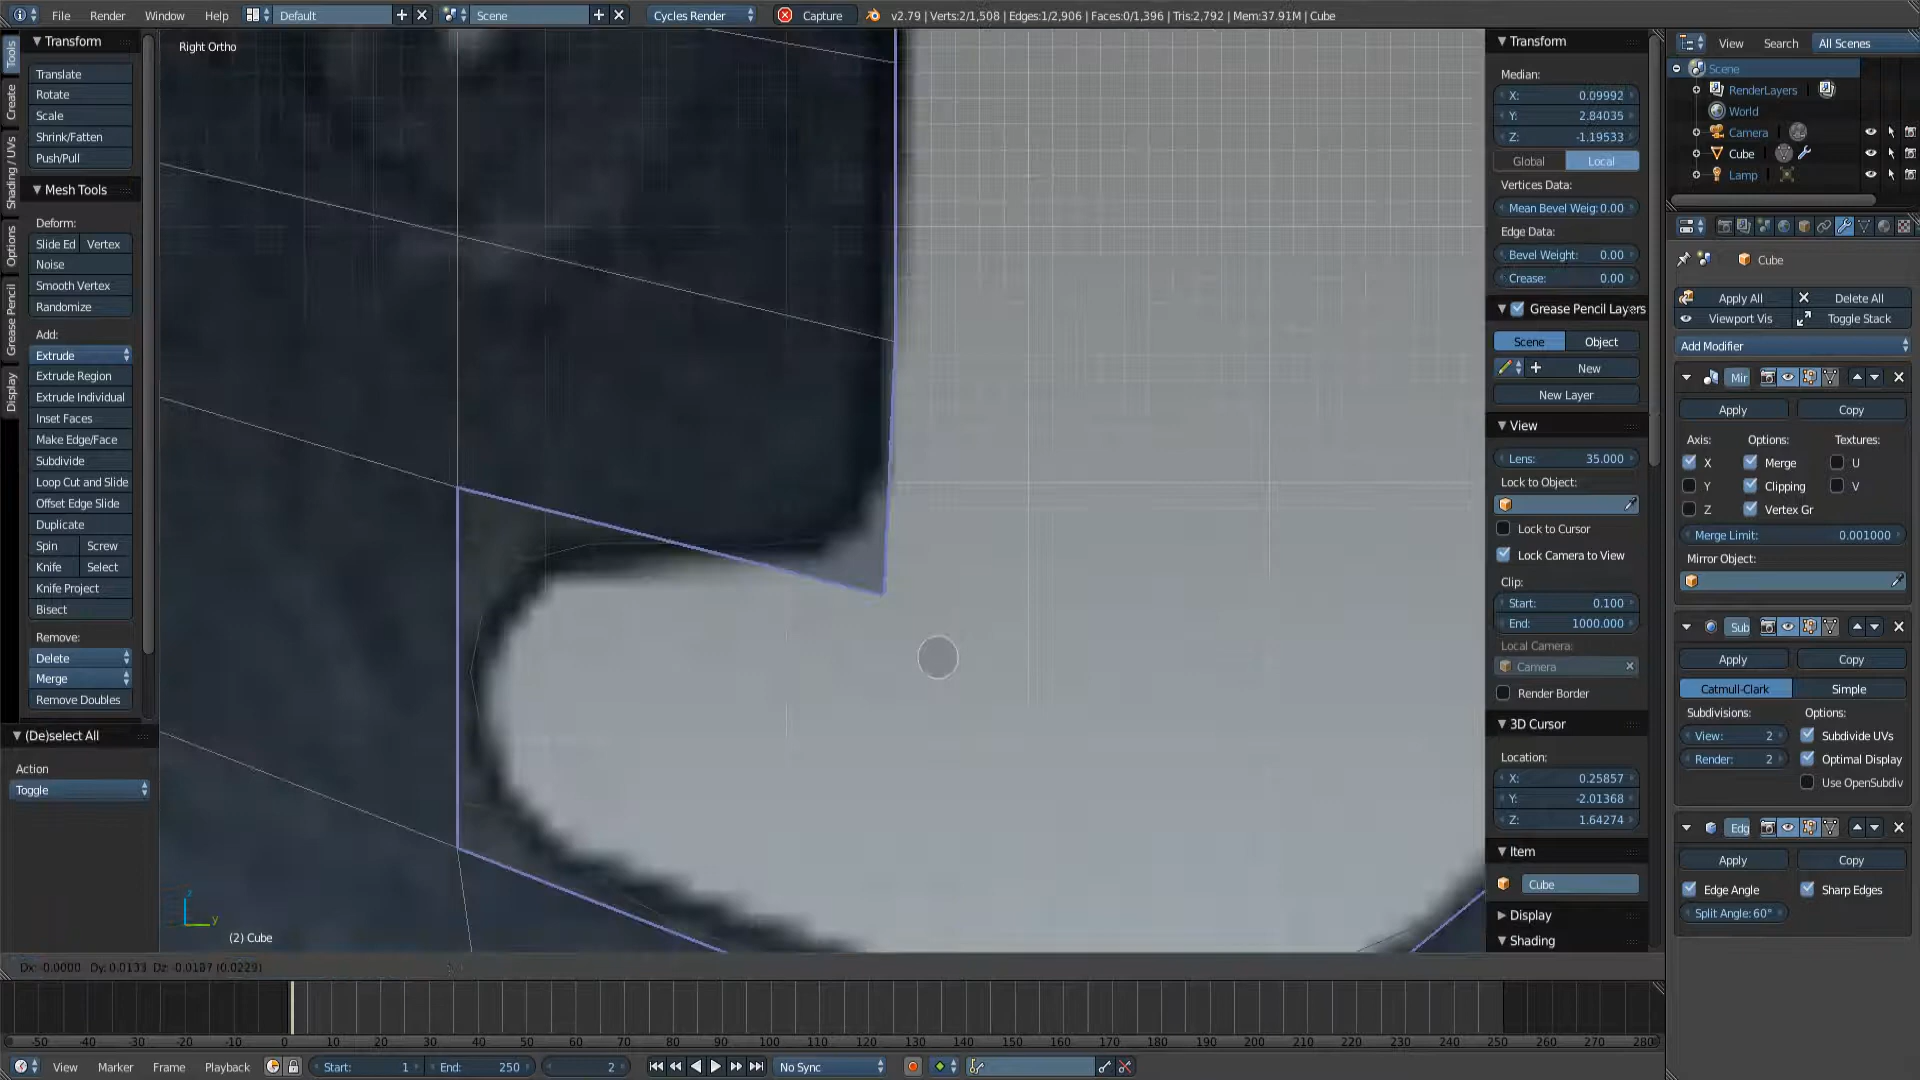 File Render Window Help Default Scene Cycles Render Capture v2.79 | Verts:2/1,508 | Edges:1/2,906 | Faces:0/1,396 | Tris:2,792 | Mem:37.91M | Cube
Tools
Create
Shading / UVs
Options
Grease Pencil
Display
Transform
Translate
Rotate
Scale
Shrink/Fatten
Push/Pull
Mesh Tools
Deform:
Slide Ed Vertex
Noise
Smooth Vertex
Randomize
Add:
Extrude
Extrude Region
Extrude Individual
Inset Faces
Make Edge/Face
Subdivide
Loop Cut and Slide
Offset Edge Slide
Duplicate
Spin Screw
Knife Select
Knife Project
Bisect
Remove:
Delete
Merge
Remove Doubles
(De)select All
Action
Toggle
Right Ortho
z
y
(2) Cube
Dx: -0.0000 Dy: 0.0133 Dz: -0.0187 (0.0229)
Transform
Median:
X: 0.09992
Y: 2.84035
Z: -1.19533
Global Local
Vertices Data:
Mean Bevel Weig: 0.00
Edge Data:
Bevel Weight: 0.00
Crease: 0.00
Grease Pencil Layers
Scene Object
New
New Layer
View
Lens: 35.000
Lock to Object:
Lock to Cursor
Lock Camera to View
Clip:
Start: 0.100
End: 1000.000
Local Camera:
Camera
Render Border
3D Cursor
Location:
X: 0.25857
Y: -2.01368
Z: 1.64274
Item
Cube
Display
Shading
View Search All Scenes
Scene
RenderLayers
World
Camera
Cube
Lamp
Cube
Apply All Delete All
Viewport Vis Toggle Stack
Add Modifier
Mir
Apply Copy
Axis: Options: Textures:
X Merge U
Y Clipping V
Z Vertex Gr
Merge Limit: 0.001000
Mirror Object:
Sub
Apply Copy
Catmull-Clark Simple
Subdivisions: Options:
View: 2 Subdivide UVs
Render: 2 Optimal Display
Use OpenSubdiv
Edg
Apply Copy
Edge Angle Sharp Edges
Split Angle: 60°
-50 -40 -30 -20 -10 0 10 20 30 40 50 60 70 80 90 100 110 120 130 140 150 160 170 180 190 200 210 220 230 240 250 260 270 280
View Marker Frame Playback Start: 1 End: 250 2 No Sync